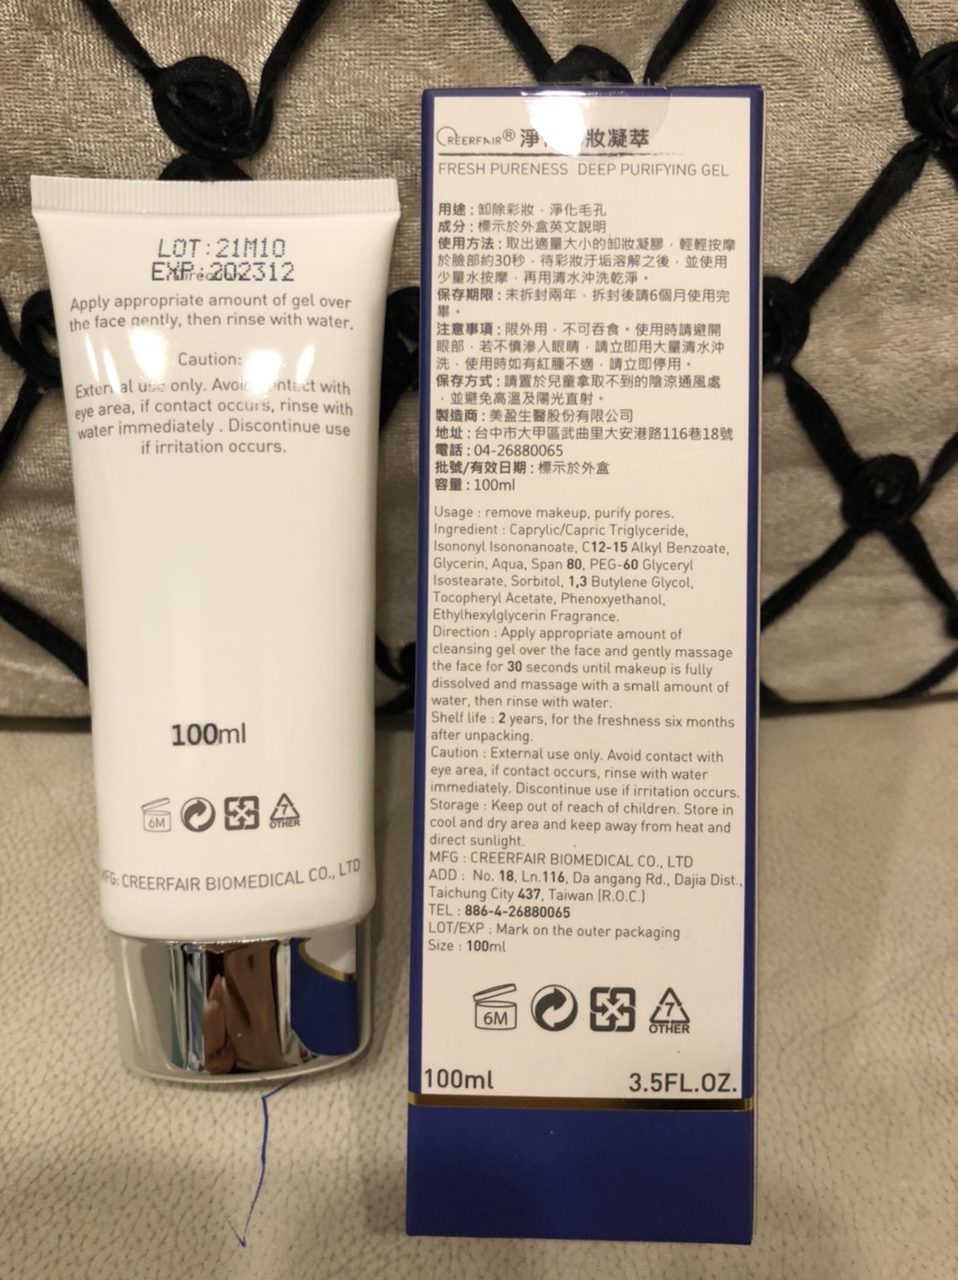 LOT:21M10
EXP:202312
Apply appropriate amount of gel over
the face gently, then rinse with water.
Caution:
External use only. Avoid contact with
eye area, if contact occurs, rinse with
water immediately . Discontinue use
if irritation occurs.
100ml
6M
7
OTHER
MFG: CREERFAIR BIOMEDICAL CO., LTD
CREERFAIR® 淨 妝凝萃
FRESH PURENESS DEEP PURIFYING GEL
用途 : 卸除彩妝．淨化毛孔
成分 : 標示於外盒英文說明
使用方法 : 取出適量大小的卸妝凝膠，輕輕按摩
於臉部約30秒，待彩妝汙垢溶解之後，並使用
少量水按摩，再用清水沖洗乾淨。
保存期限 : 未拆封兩年，拆封後請6個月使用完
畢。
注意事項 : 限外用，不可吞食。使用時請避開
眼部，若不慎滲入眼睛，請立即用大量清水沖
洗，使用時如有紅腫不適，請立即停用。
保存方式 : 請置於兒童拿取不到的陰涼通風處
，並避免高溫及陽光直射。
製造商 : 美盈生醫股份有限公司
地址 : 台中市大甲區武曲里大安港路116巷18號
電話 : 04-26880065
批號/有效日期 : 標示於外盒
容量 : 100ml
Usage : remove makeup, purify pores.
Ingredient : Caprylic/Capric Triglyceride,
Isononyl Isononanoate, C12-15 Alkyl Benzoate,
Glycerin, Aqua, Span 80, PEG-60 Glyceryl
Isostearate, Sorbitol, 1,3 Butylene Glycol,
Tocopheryl Acetate, Phenoxyethanol,
Ethylhexylglycerin Fragrance.
Direction : Apply appropriate amount of
cleansing gel over the face and gently massage
the face for 30 seconds until makeup is fully
dissolved and massage with a small amount of
water, then rinse with water.
Shelf life : 2 years, for the freshness six months
after unpacking.
Caution : External use only. Avoid contact with
eye area, if contact occurs, rinse with water
immediately. Discontinue use if irritation occurs.
Storage : Keep out of reach of children. Store in
cool and dry area and keep away from heat and
direct sunlight.
MFG : CREERFAIR BIOMEDICAL CO., LTD
ADD : No. 18, Ln.116, Da angang Rd., Dajia Dist.,
Taichung City 437, Taiwan (R.O.C.)
TEL : 886-4-26880065
LOT/EXP : Mark on the outer packaging
Size : 100ml
6M
7
OTHER
100ml 3.5FL.OZ.